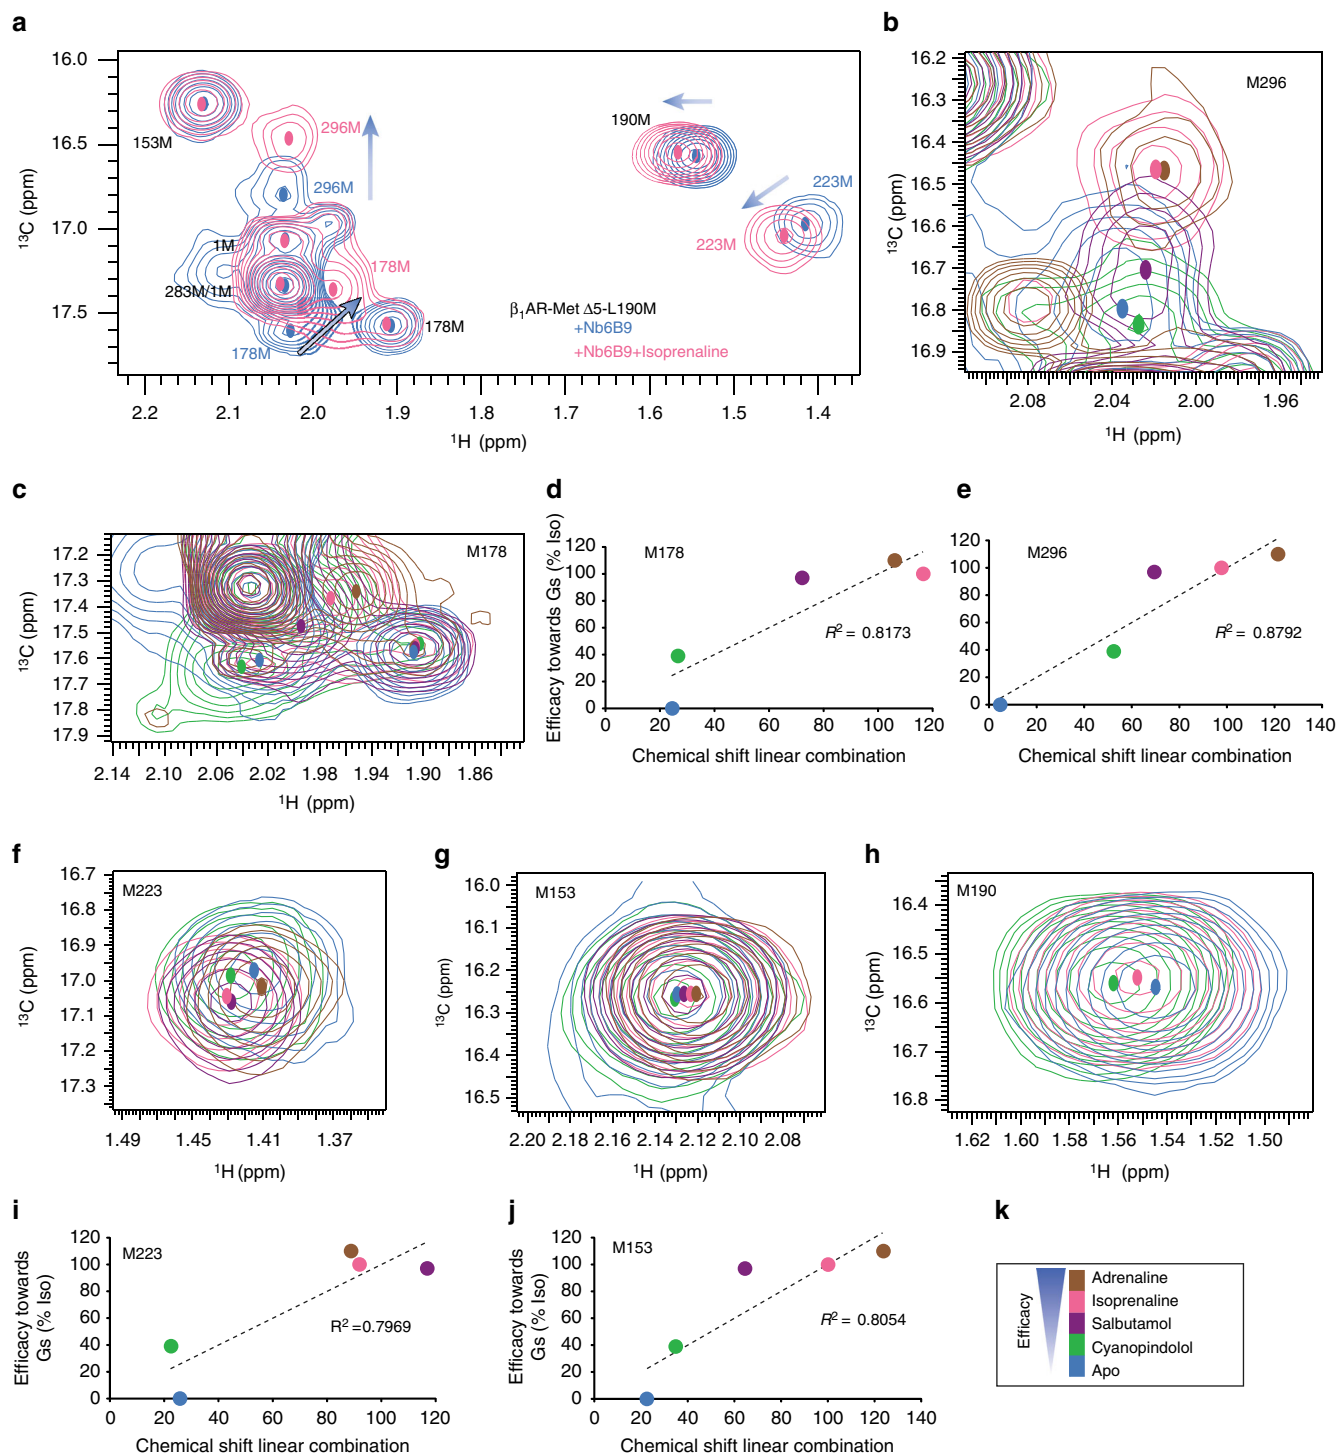 a
16.0
16.5
17.0
17.5
13C (ppm)
153M
296M
296M
1M
283M/1M
178M
178M
178M
190M
223M
223M
β1AR-Met Δ5-L190M
+Nb6B9
+Nb6B9+Isoprenaline
2.2 2.1 2.0 1.9 1.8 1.7 1.6 1.5 1.4
1H (ppm)
b
M296
16.2
16.3
16.4
16.5
16.6
16.7
16.8
16.9
13C (ppm)
2.08 2.04 2.00 1.96
1H (ppm)
c
M178
17.2
17.3
17.4
17.5
17.6
17.7
17.8
17.9
13C (ppm)
2.14 2.10 2.06 2.02 1.98 1.94 1.90 1.86
1H (ppm)
d
M178
Efficacy towards Gs (% Iso)
120
100
80
60
40
20
0
R2 = 0.8173
0 20 40 60 80 100 120
Chemical shift linear combination
e
M296
120
100
80
60
40
20
0
R2 = 0.8792
0 20 40 60 80 100 120 140
Chemical shift linear combination
f
M223
16.7
16.8
16.9
17.0
17.1
17.2
17.3
13C (ppm)
1.49 1.45 1.41 1.37
1H (ppm)
g
M153
16.0
16.1
16.2
16.3
16.4
16.5
13C (ppm)
2.20 2.18 2.16 2.14 2.12 2.10 2.08
1H (ppm)
h
M190
16.4
16.5
16.6
16.7
16.8
13C (ppm)
1.62 1.60 1.58 1.56 1.54 1.52 1.50
1H (ppm)
i
M223
Efficacy towards
Gs (% Iso)
120
100
80
60
40
20
0
R2 =0.7969
0 20 40 60 80 100 120
Chemical shift linear combination
j
M153
Efficacy towards
Gs (% Iso)
120
100
80
60
40
20
0
R2 = 0.8054
0 20 40 60 80 100 120 140
Chemical shift linear combination
k
Efficacy
Adrenaline
Isoprenaline
Salbutamol
Cyanopindolol
Apo